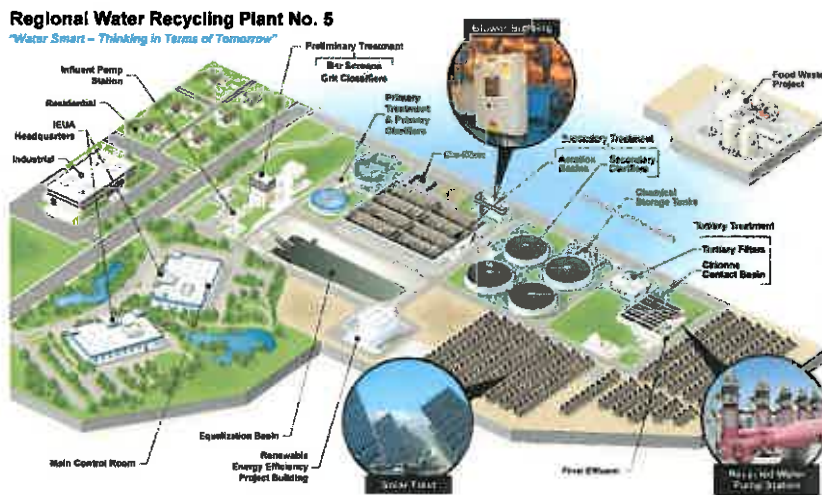 Regional Water Recycling Plant No. 5
"Water Smart – Thinking in Terms of Tomorrow"
Preliminary Treatment
Bar Screens
Grit Classifiers
Influent Pump
Station
Residential
IEUA
Headquarters
Industrial
Primary
Treatment
& Primary
Clarifiers
Blower Building
Secondary Treatment
Aeration
Basins
Secondary
Clarifiers
Chemical
Storage Tanks
Food Waste
Project
Tertiary Treatment
Tertiary Filters
Chlorine
Contact Basin
Main Control Room
Equalization Basin
Renewable
Energy Efficiency
Project Building
Final Effluent
Recycled Water
Pump Station